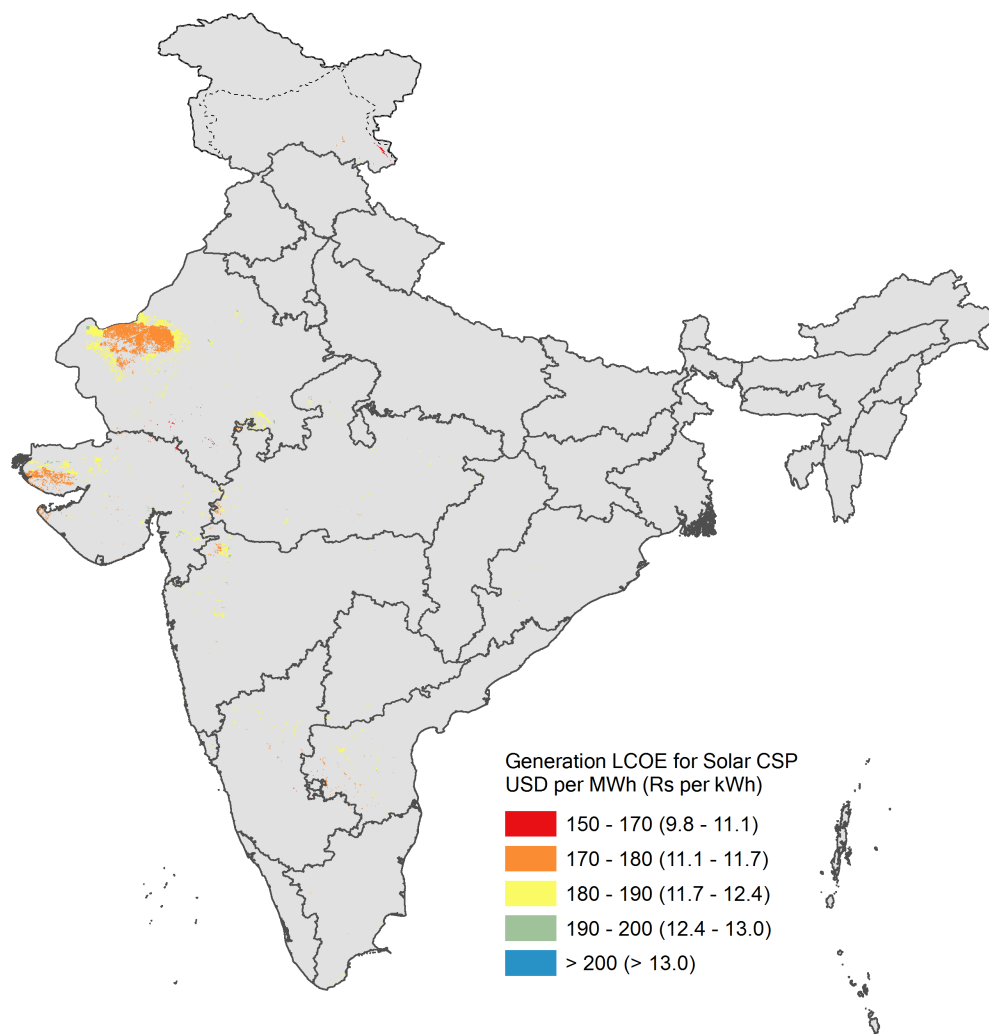 Generation LCOE for Solar CSP
USD per MWh (Rs per kWh)
150 - 170 (9.8 - 11.1)
170 - 180 (11.1 - 11.7)
180 - 190 (11.7 - 12.4)
190 - 200 (12.4 - 13.0)
> 200 (> 13.0)